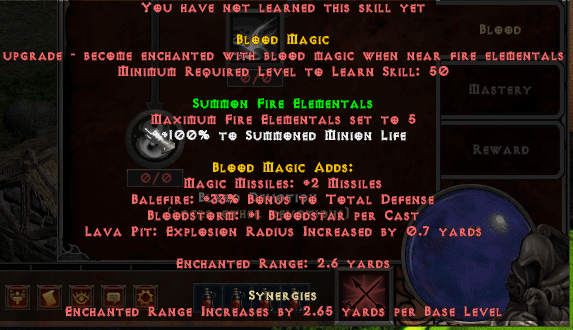 You have not learned this skill yet
Blood Magic
upgrade - become enchanted with blood magic when near fire elementals
Minimum Required Level to Learn Skill: 50
Summon Fire Elementals
Maximum Fire Elementals set to 5
+100% to Summoned Minion Life
Blood Magic Adds:
Magic Missiles: +2 Missiles
Balefire: +33% Bonus to Total Defense
Bloodstorm: +1 Bloodstar per Cast
Lava Pit: Explosion Radius Increased by 0.7 yards
Enchanted Range: 2.6 yards
Synergies
Enchanted Range Increases by 2.65 yards per Base Level
Blood
Mastery
Reward
0/0
0/0